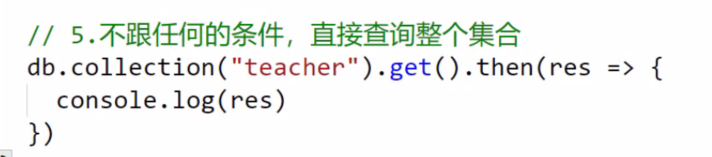 // 5.不跟任何的条件，直接查询整个集合
db.collection("teacher").get().then(res => {
  console.log(res)
})